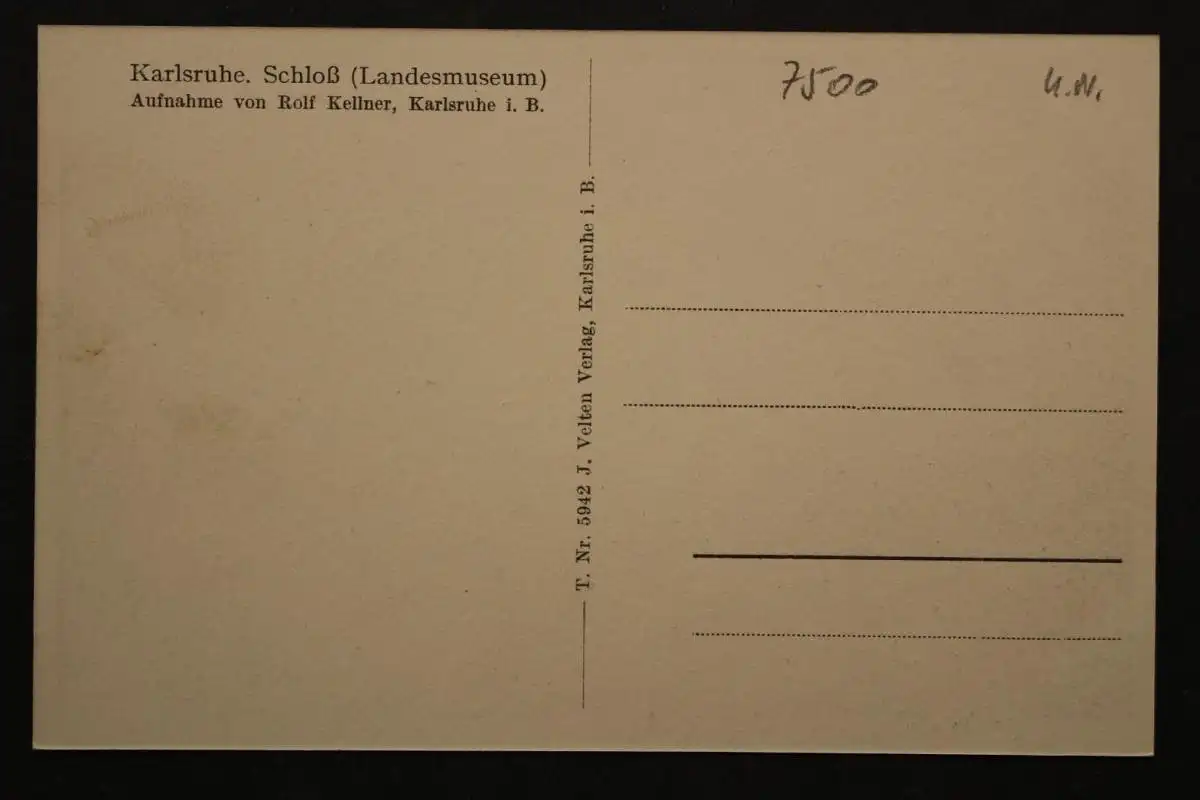 Karlsruhe. Schloß (Landesmuseum)
Aufnahme von Rolf Kellner, Karlsruhe i. B.
T. Nr. 5942 J. Velten Verlag, Karlsruhe i. B.
7500